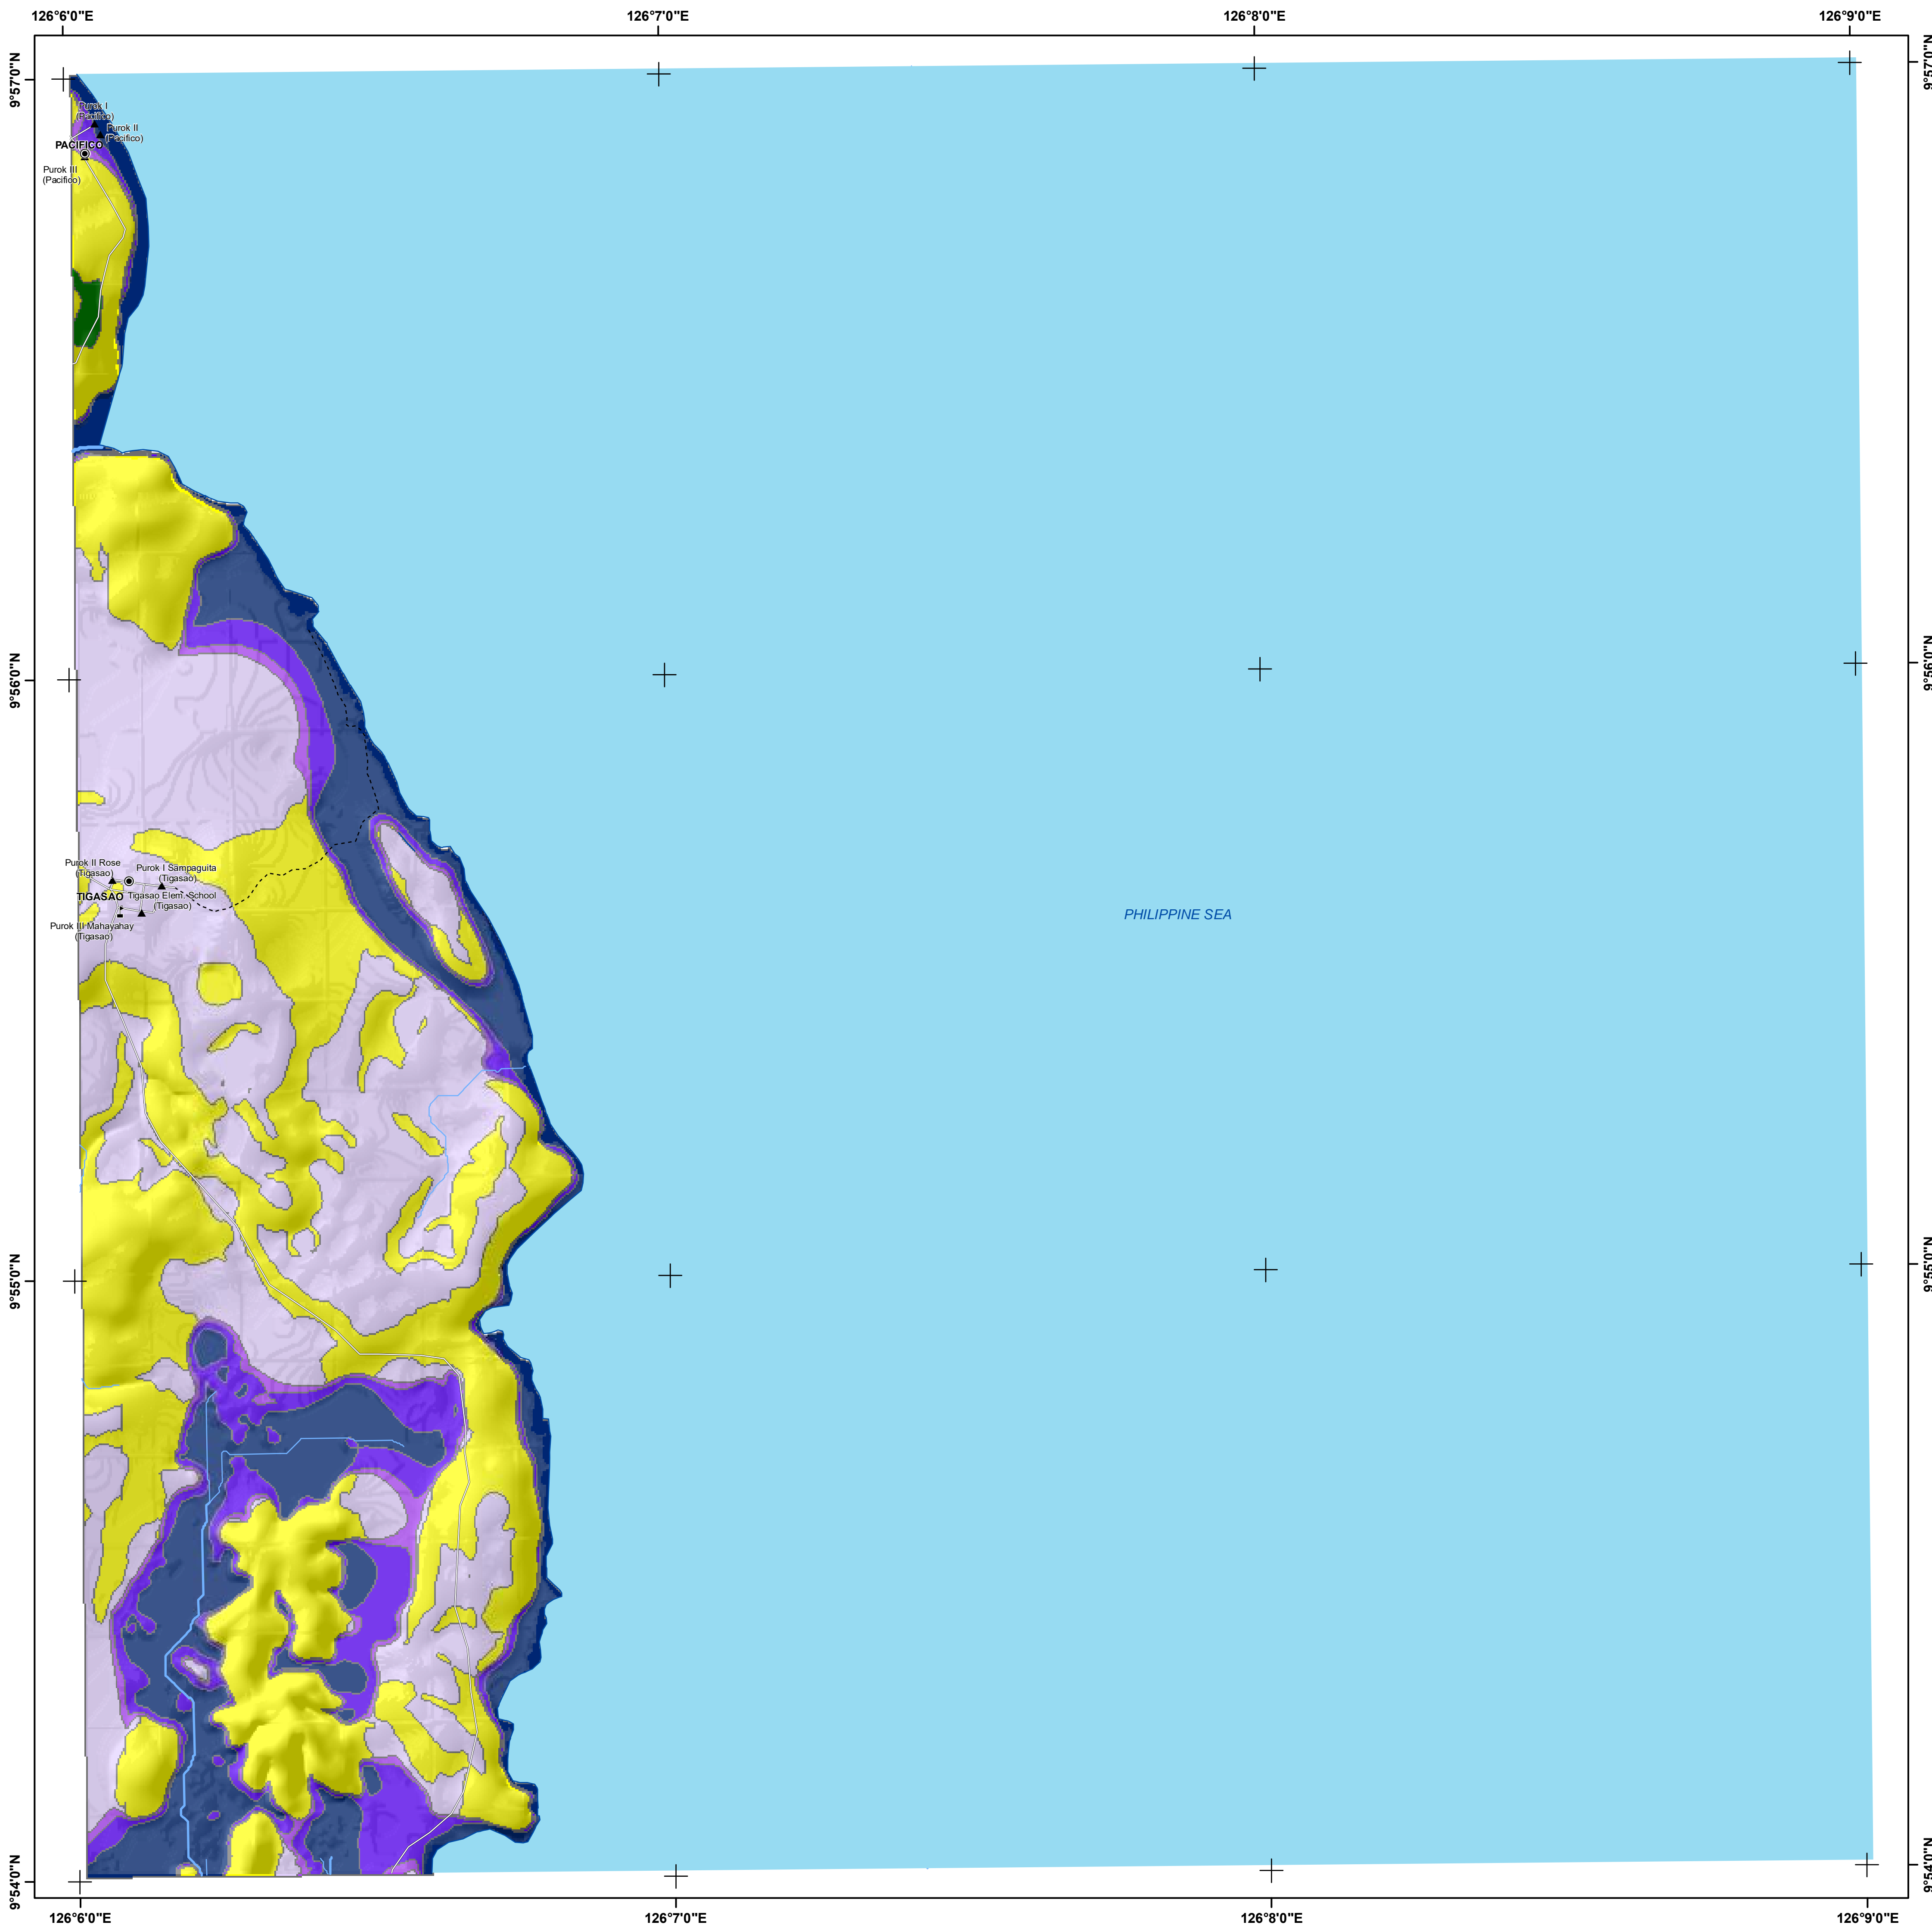 126°6'0"E
126°7'0"E
126°8'0"E
126°9'0"E
9°57'0"N
9°57'0"N
Purok I
(Pacifico)
Purok II
(Pacifico)
PACIFICO
Purok III
(Pacifico)
9°56'0"N
9°56'0"N
Purok II Rose
(Tigasao)
Purok I Sampaguita
(Tigasao)
TIGASAO
Tigasao Elem. School
(Tigasao)
Purok III Mahayahay
(Tigasao)
PHILIPPINE SEA
9°55'0"N
9°55'0"N
9°54'0"N
9°54'0"N
126°6'0"E
126°7'0"E
126°8'0"E
126°9'0"E